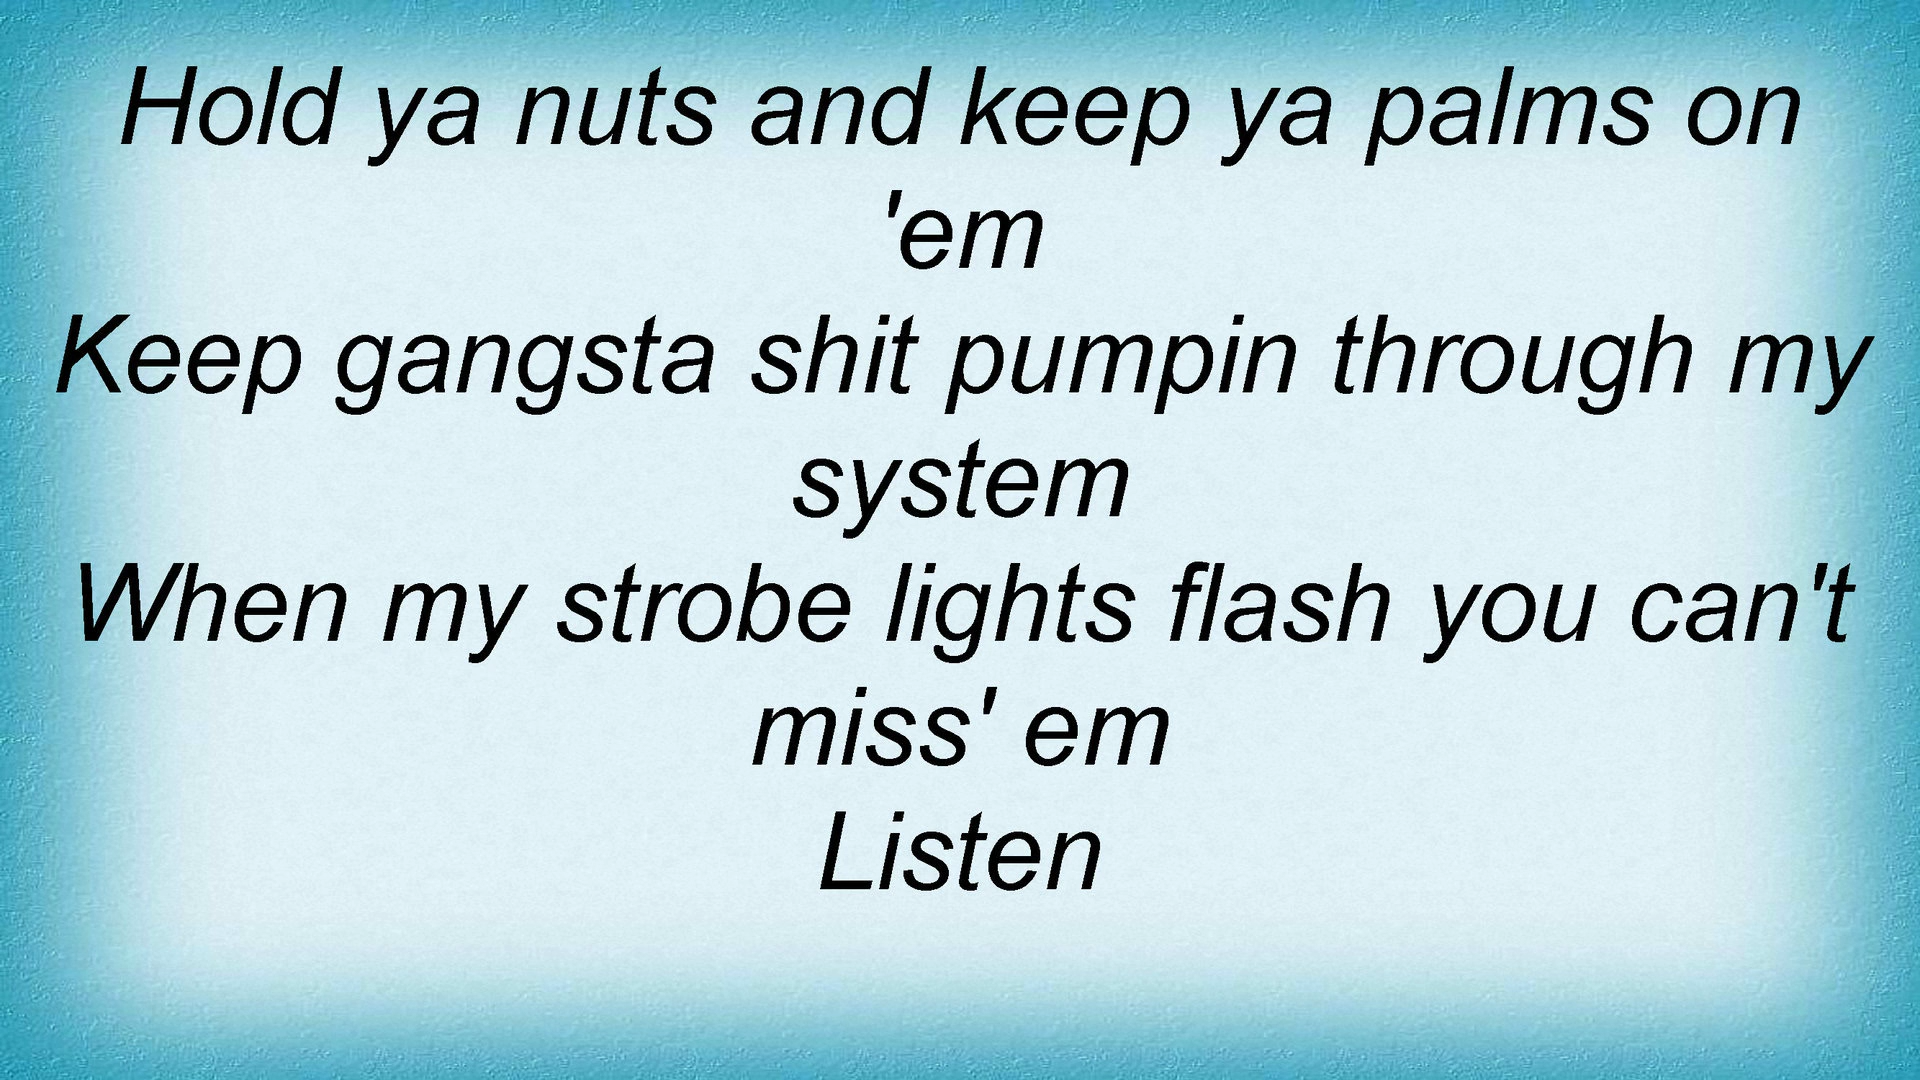 Hold ya nuts and keep ya palms on
'em
Keep gangsta shit pumpin through my
system
When my strobe lights flash you can't
miss' em
Listen